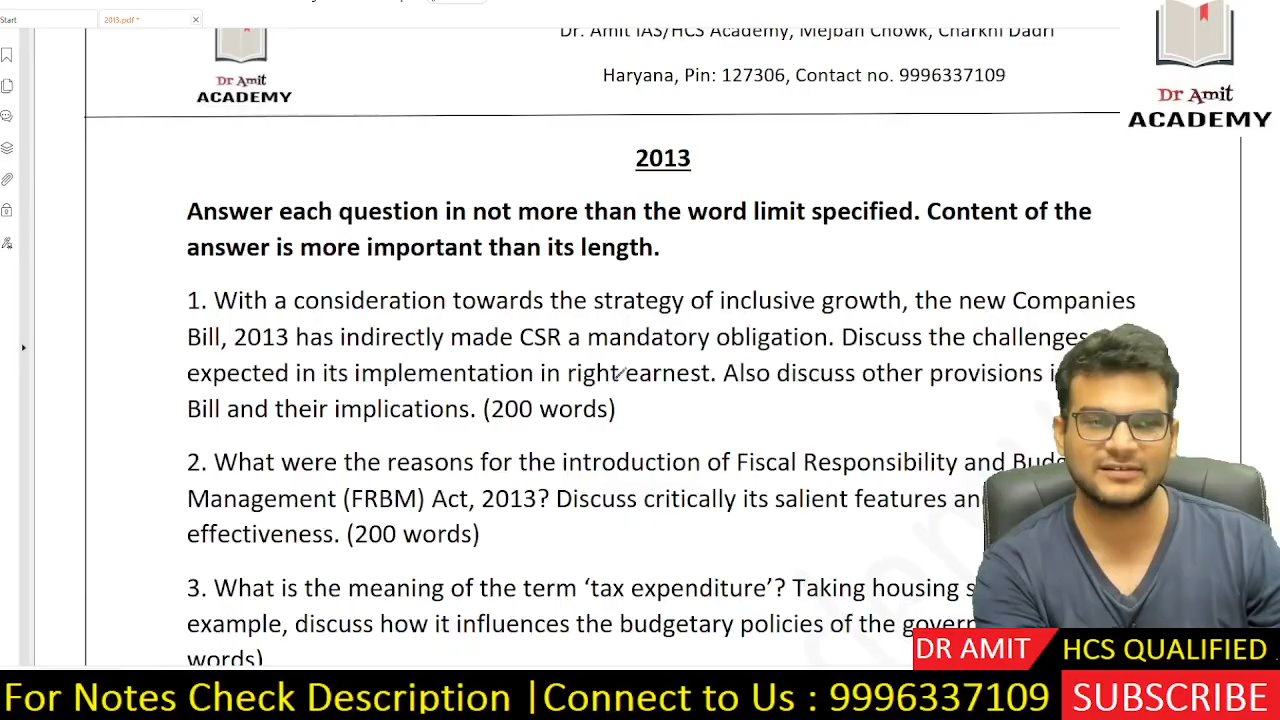 Start
2013.pdf *
Dr. Amit IAS/HCS Academy, Mejban Chowk, Charkhi Dadri
Haryana, Pin: 127306, Contact no. 9996337109
Dr Amit
ACADEMY
Dr Amit
ACADEMY
2013
Answer each question in not more than the word limit specified. Content of the
answer is more important than its length.
1. With a consideration towards the strategy of inclusive growth, the new Companies
Bill, 2013 has indirectly made CSR a mandatory obligation. Discuss the challenges
expected in its implementation in right earnest. Also discuss other provisions
Bill and their implications. (200 words)
2. What were the reasons for the introduction of Fiscal Responsibility and
Management (FRBM) Act, 2013? Discuss critically its salient features
effectiveness. (200 words)
3. What is the meaning of the term ‘tax expenditure’? Taking housing
example, discuss how it influences the budgetary policies of the
words)
DR AMIT HCS QUALIFIED
For Notes Check Description |Connect to Us : 9996337109 SUBSCRIBE